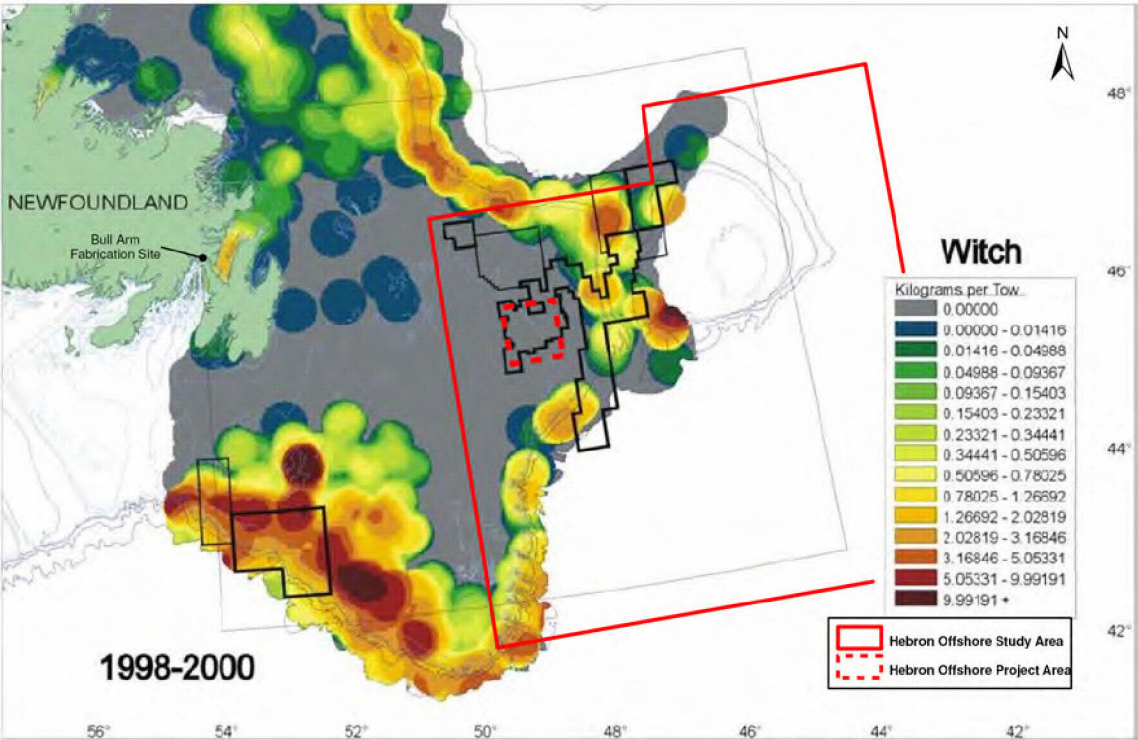 N
48°
NEWFOUNDLAND
Bull Arm
Fabrication Site
46°
Witch
Kilograms per Tow
0.00000
0.00000 - 0.01416
0.01416 - 0.04988
0.04988 - 0.09367
0.09367 - 0.15403
0.15403 - 0.23321
0.23321 - 0.34441
0.34441 - 0.50596
0.50596 - 0.78025
0.78025 - 1.26692
1.26692 - 2.02819
2.02819 - 3.16846
3.16846 - 5.05331
5.05331 - 9.99191
9.99191 +
44°
42°
Hebron Offshore Study Area
Hebron Offshore Project Area
1998-2000
56° 54° 52° 50° 48° 46° 44° 42°